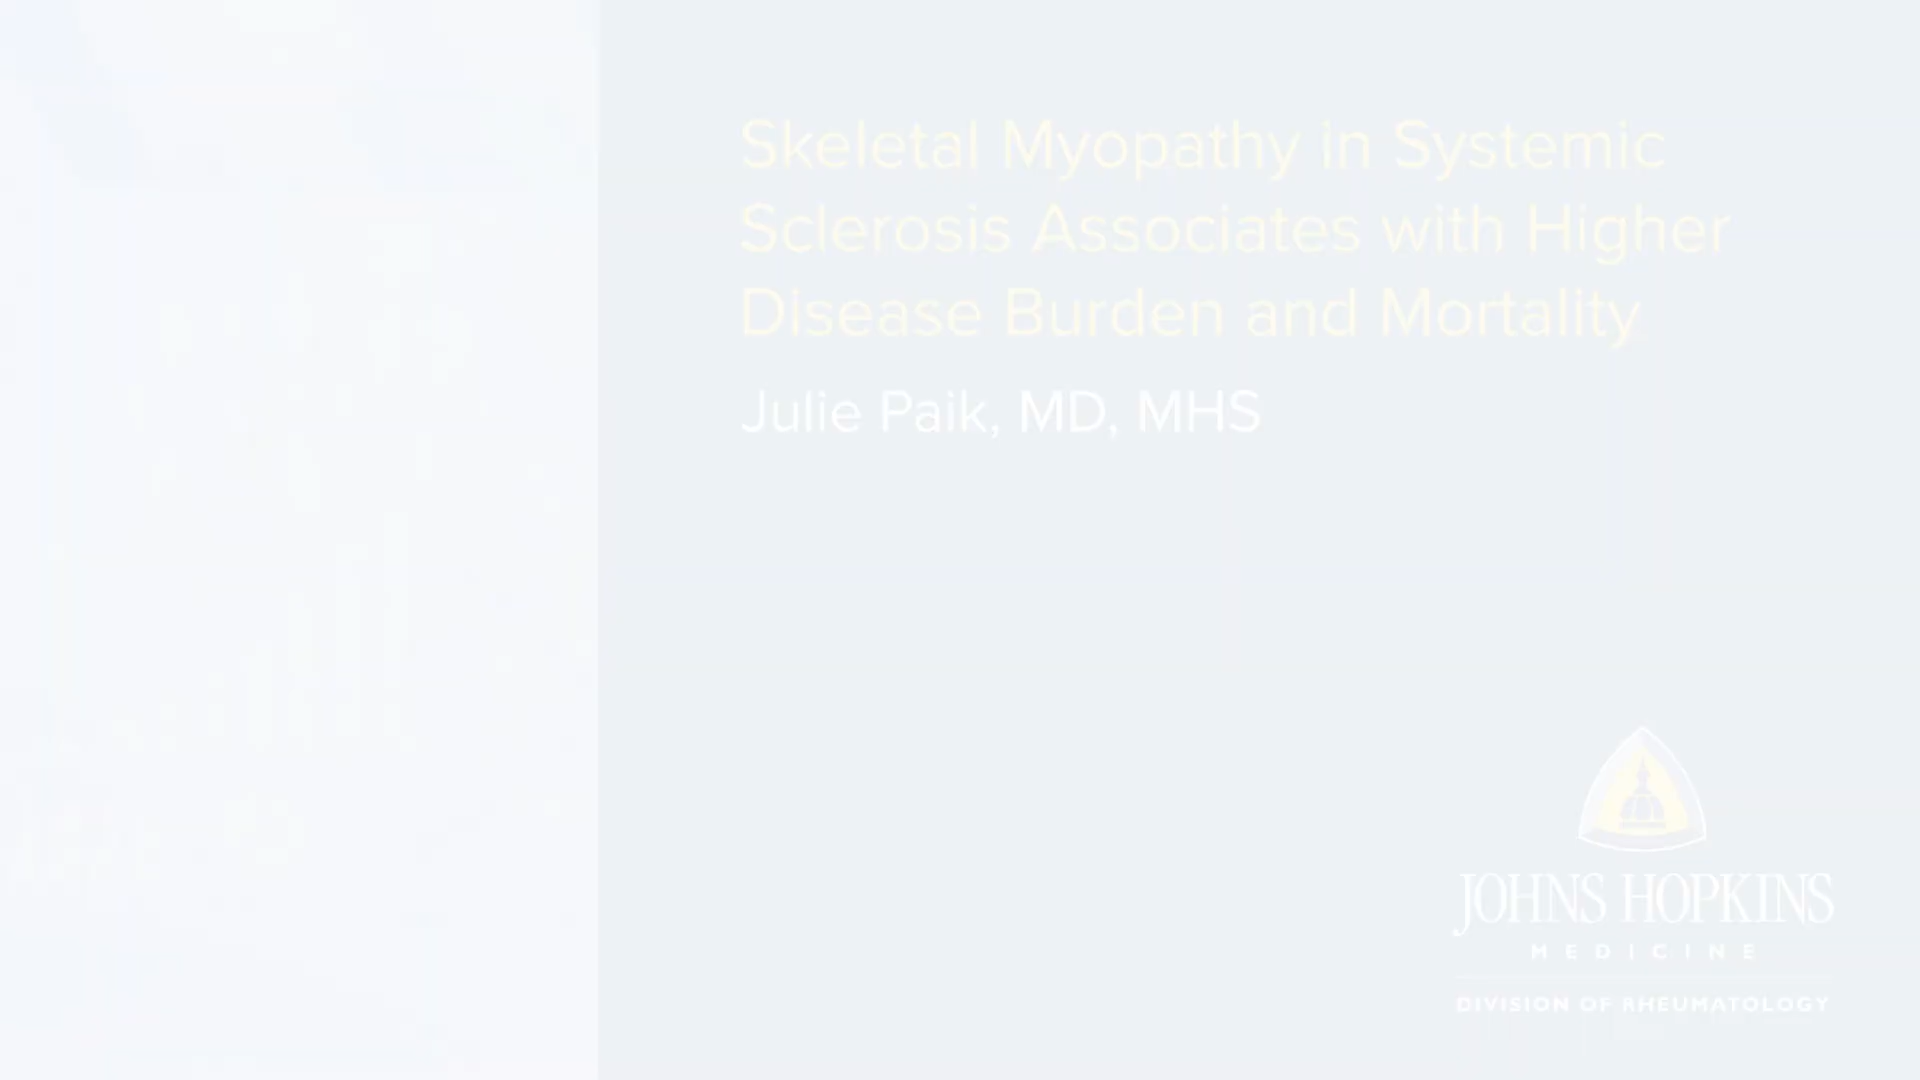 Skeletal Myopathy in Systemic
Sclerosis Associates with Higher
Disease Burden and Mortality
Julie Paik, MD, MHS
JOHNS HOPKINS
MEDICINE
DIVISION OF RHEUMATOLOGY